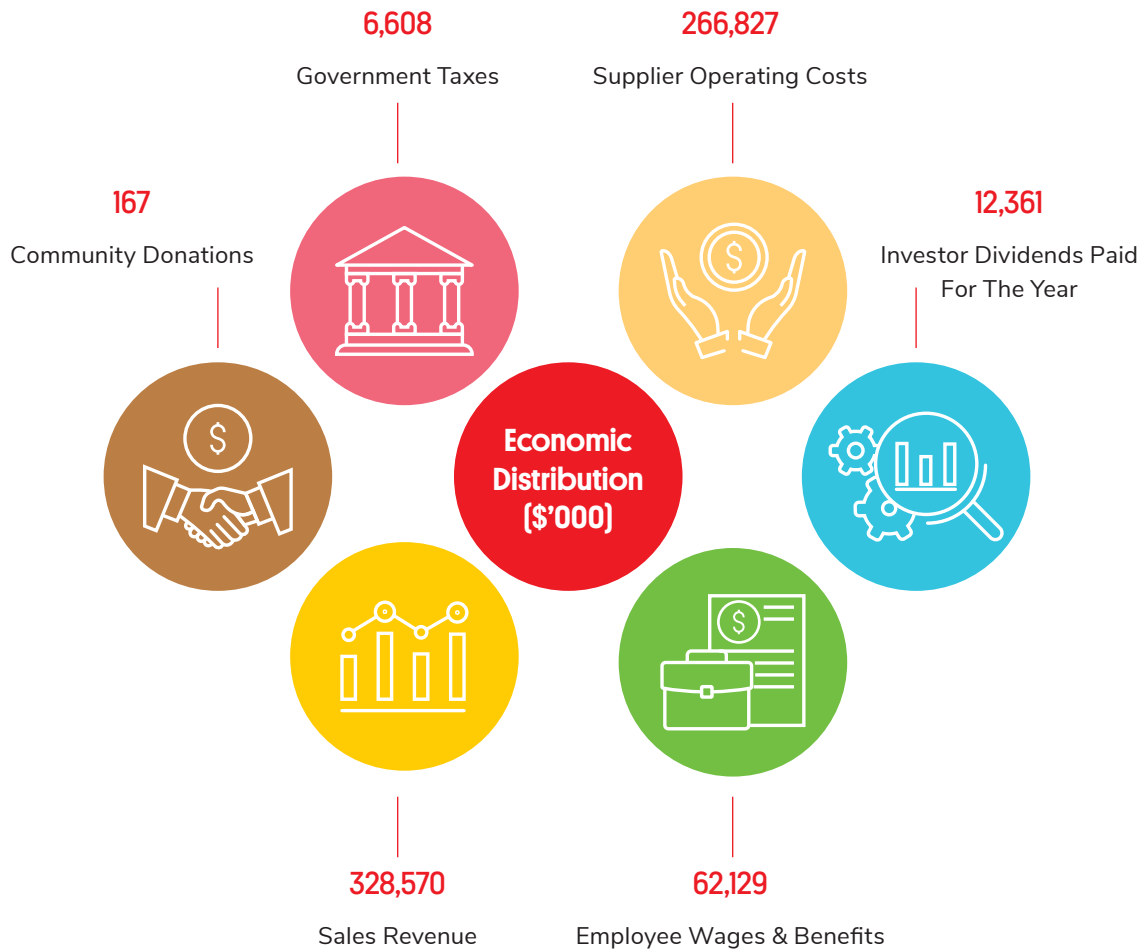 6,608
Government Taxes
266,827
Supplier Operating Costs
167
Community Donations
12,361
Investor Dividends Paid
For The Year
$
$
Economic
Distribution
($’000)
$
328,570
Sales Revenue
62,129
Employee Wages & Benefits